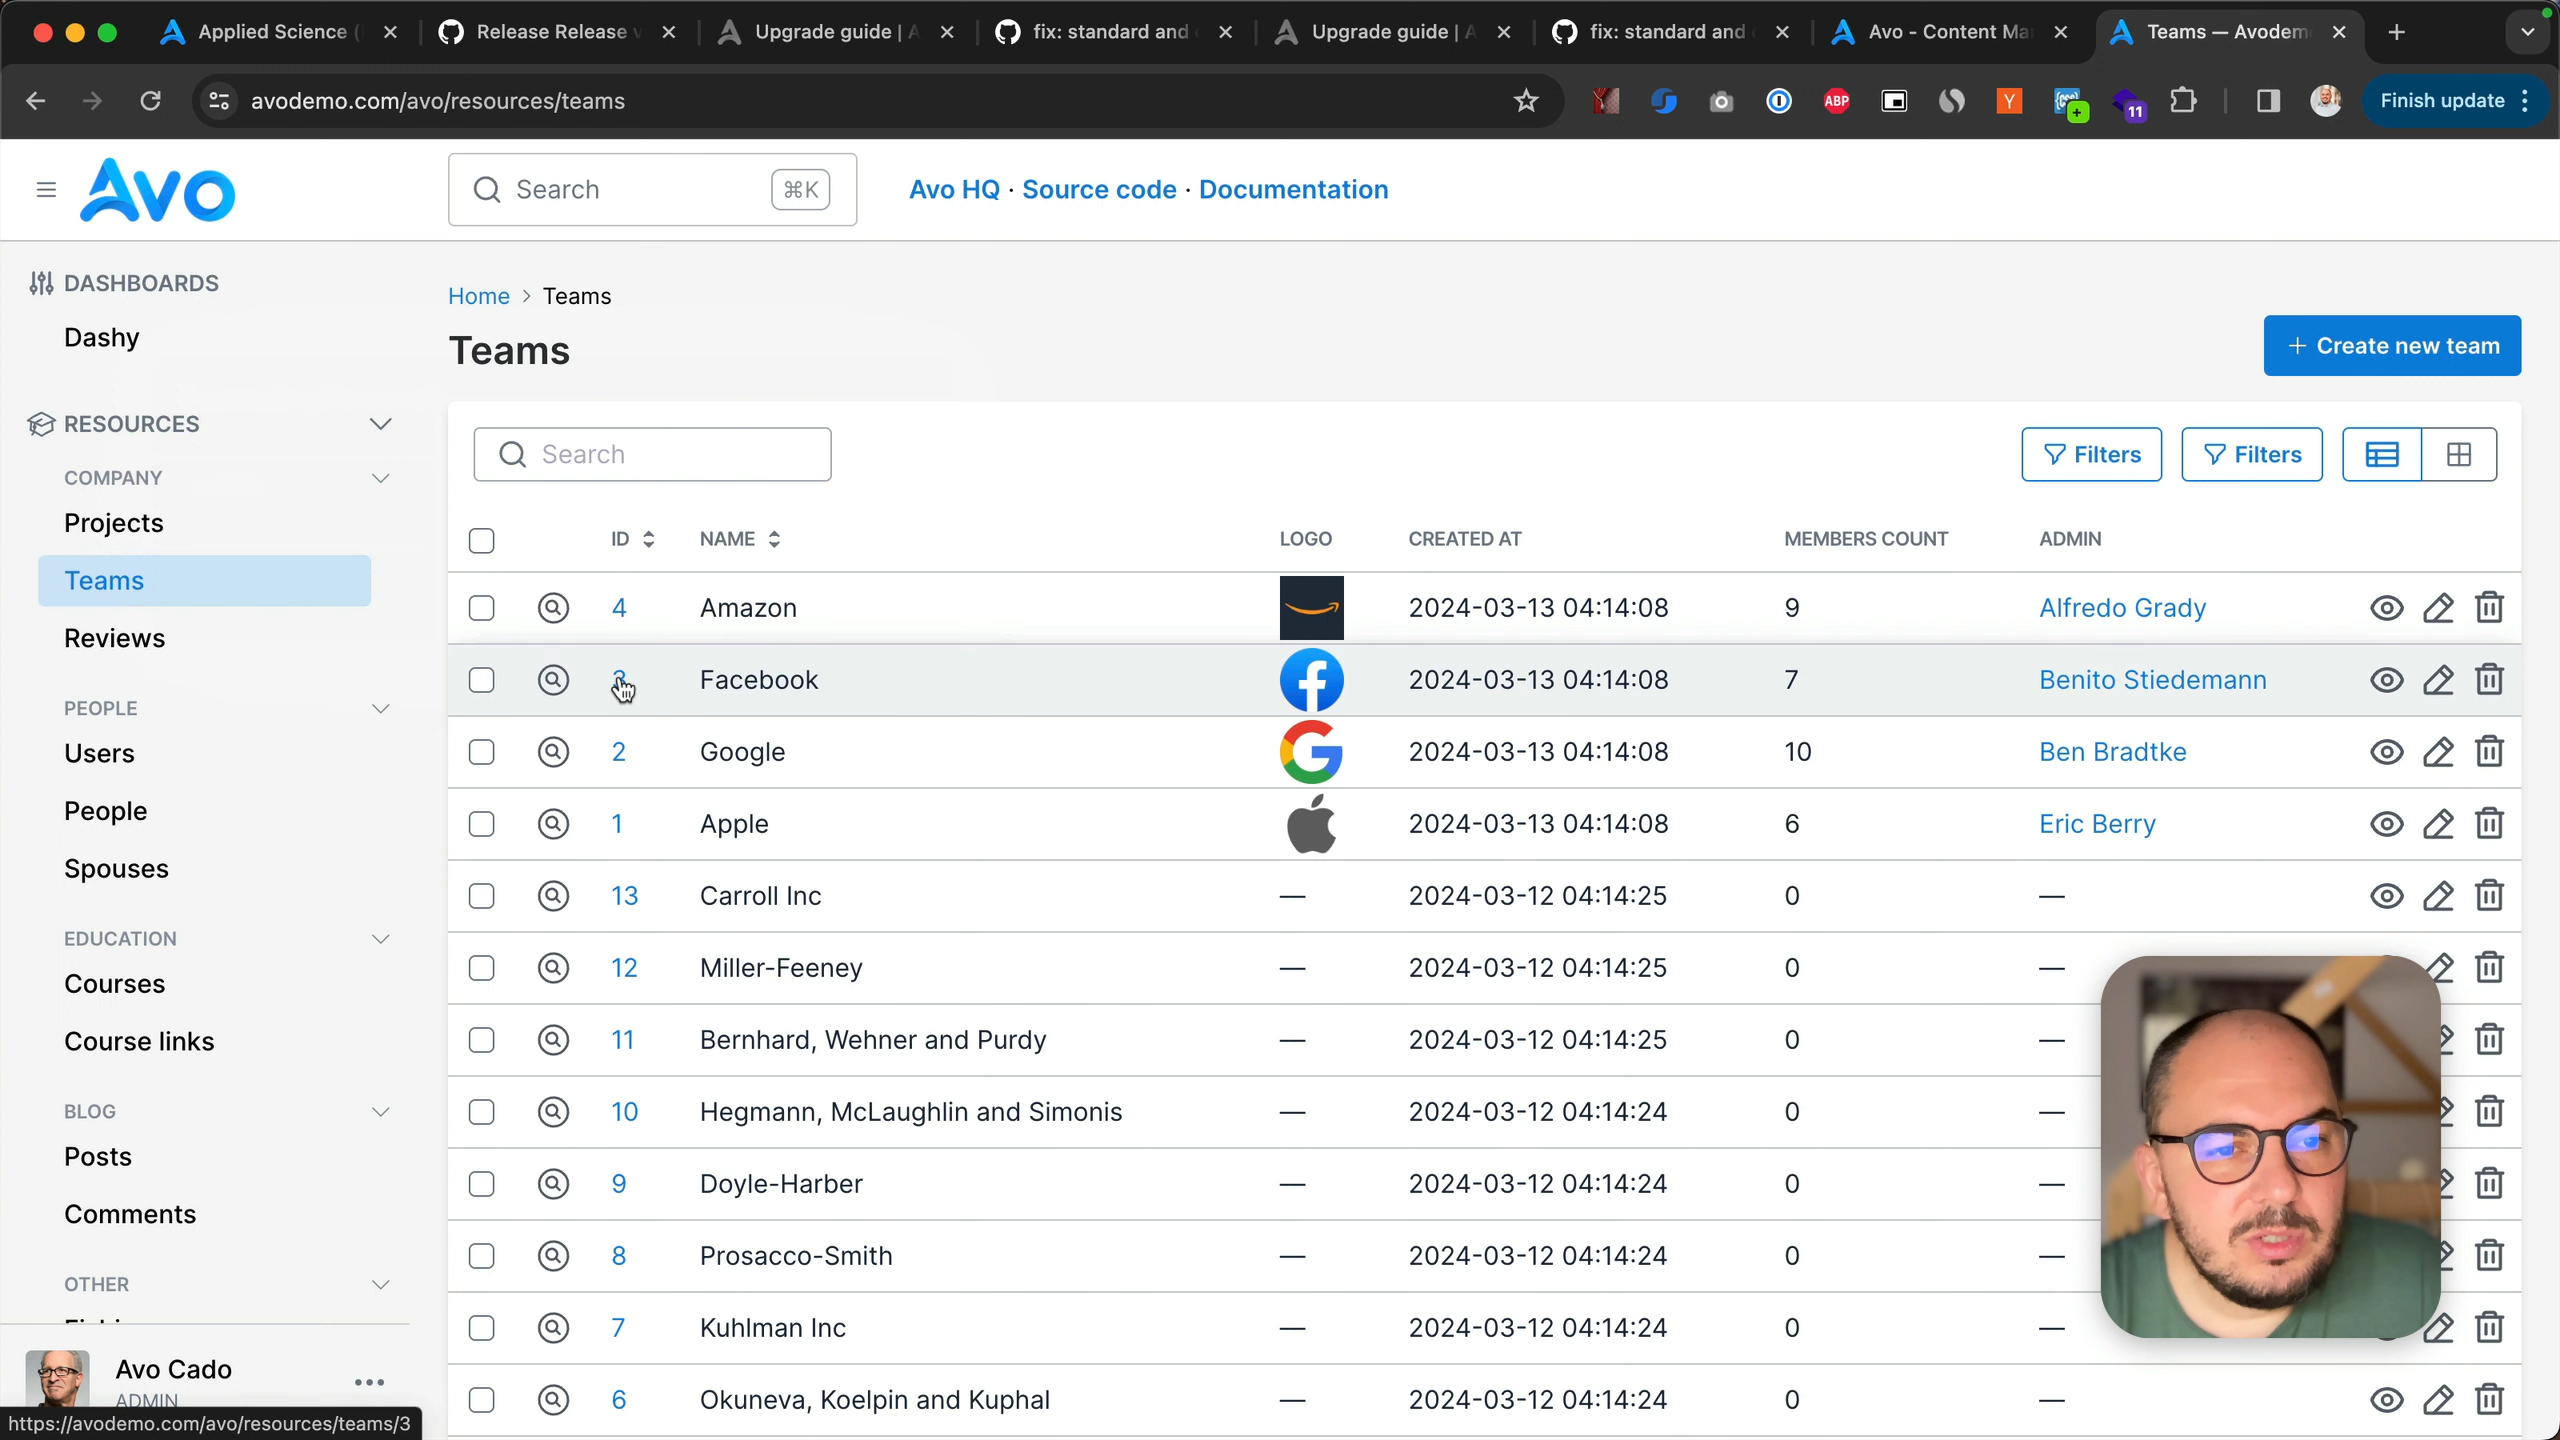 Applied Science (
Release Release v
Upgrade guide | A
fix: standard and
Upgrade guide | A
fix: standard and
Avo - Content Ma
Teams — Avodem
avodemo.com/avo/resources/teams
ABP
Y
11
Finish update
Avo
Search
⌘K
Avo HQ · Source code · Documentation
DASHBOARDS
Dashy
RESOURCES
COMPANY
Projects
Teams
Reviews
PEOPLE
Users
People
Spouses
EDUCATION
Courses
Course links
BLOG
Posts
Comments
OTHER
Avo Cado
ADMIN
https://avodemo.com/avo/resources/teams/3
Home > Teams
Teams
+ Create new team
Search
Filters
Filters
ID NAME LOGO CREATED AT MEMBERS COUNT ADMIN
4 Amazon 2024-03-13 04:14:08 9 Alfredo Grady
3 Facebook 2024-03-13 04:14:08 7 Benito Stiedemann
2 Google 2024-03-13 04:14:08 10 Ben Bradtke
1 Apple 2024-03-13 04:14:08 6 Eric Berry
13 Carroll Inc — 2024-03-12 04:14:25 0 —
12 Miller-Feeney — 2024-03-12 04:14:25 0 —
11 Bernhard, Wehner and Purdy — 2024-03-12 04:14:25 0 —
10 Hegmann, McLaughlin and Simonis — 2024-03-12 04:14:24 0 —
9 Doyle-Harber — 2024-03-12 04:14:24 0 —
8 Prosacco-Smith — 2024-03-12 04:14:24 0 —
7 Kuhlman Inc — 2024-03-12 04:14:24 0 —
6 Okuneva, Koelpin and Kuphal — 2024-03-12 04:14:24 0 —